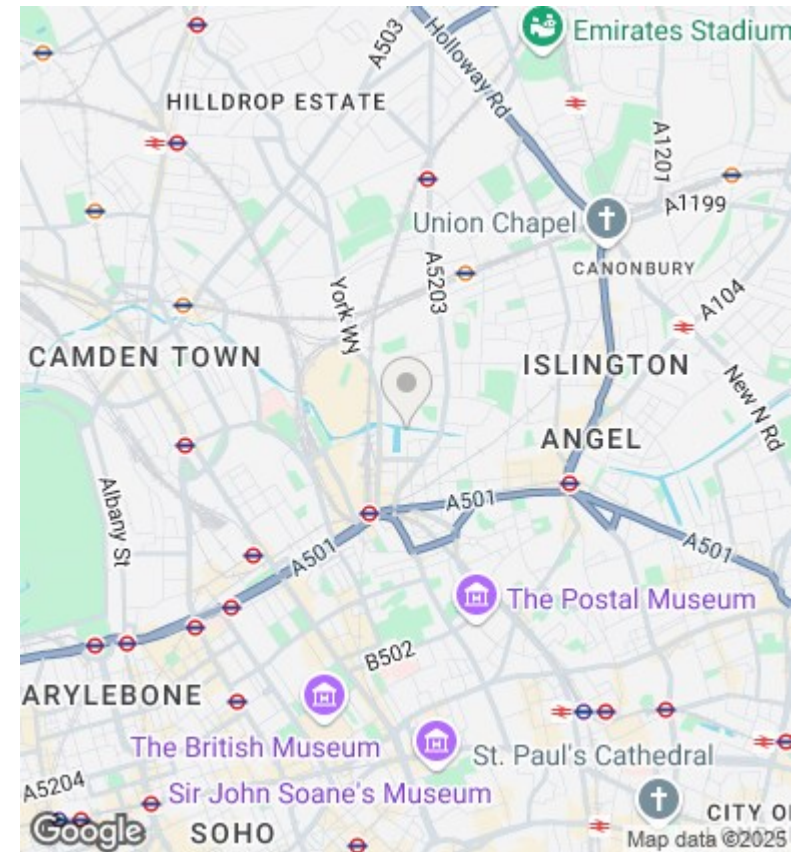 Emirates Stadium
A503
Holloway Rd
HILLDROP ESTATE
A1201
A1199
Union Chapel
CANONBURY
A5203
York Wy
A104
CAMDEN TOWN
ISLINGTON
New N Rd
ANGEL
Albany St
A501
A501
A501
The Postal Museum
B502
ARYLEBONE
The British Museum
St. Paul's Cathedral
A5204
Sir John Soane's Museum
CITY O
Google
SOHO
Map data ©2025